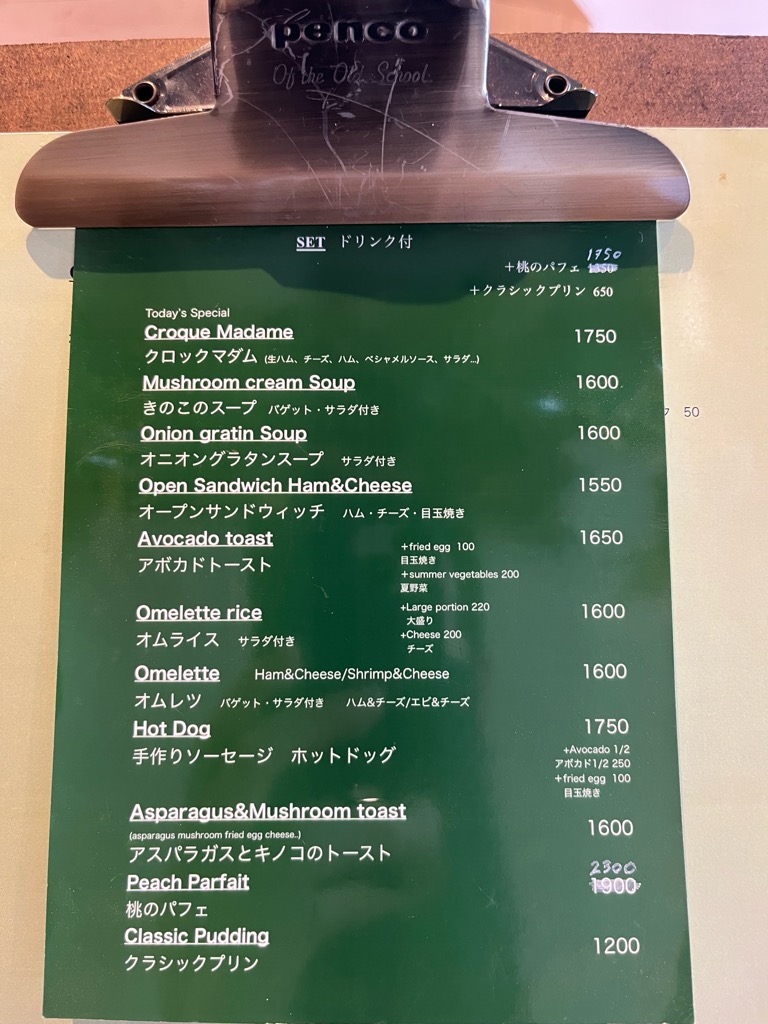 penco
Of the Old School
SET ドリンク付
1750
+桃のパフェ 1350
+クラシックプリン 650
Today's Special
Croque Madame 1750
クロックマダム (生ハム、チーズ、ハム、ベシャメルソース、サラダ...)
Mushroom cream Soup 1600
きのこのスープ バゲット・サラダ付き
Onion gratin Soup 1600
オニオングラタンスープ サラダ付き
Open Sandwich Ham&Cheese 1550
オープンサンドウィッチ ハム・チーズ・目玉焼き
Avocado toast 1650
アボカドトースト
+fried egg 100
目玉焼き
+summer vegetables 200
夏野菜
Omelette rice 1600
オムライス サラダ付き
+Large portion 220
大盛り
+Cheese 200
チーズ
Omelette Ham&Cheese/Shrimp&Cheese 1600
オムレツ バゲット・サラダ付き ハム&チーズ/エビ&チーズ
Hot Dog 1750
手作りソーセージ ホットドッグ
+Avocado 1/2
アボカド1/2 250
+fried egg 100
目玉焼き
Asparagus&Mushroom toast
(asparagus mushroom fried egg cheese..) 1600
アスパラガスとキノコのトースト
2300
Peach Parfait 1900
桃のパフェ
Classic Pudding 1200
クラシックプリン
50